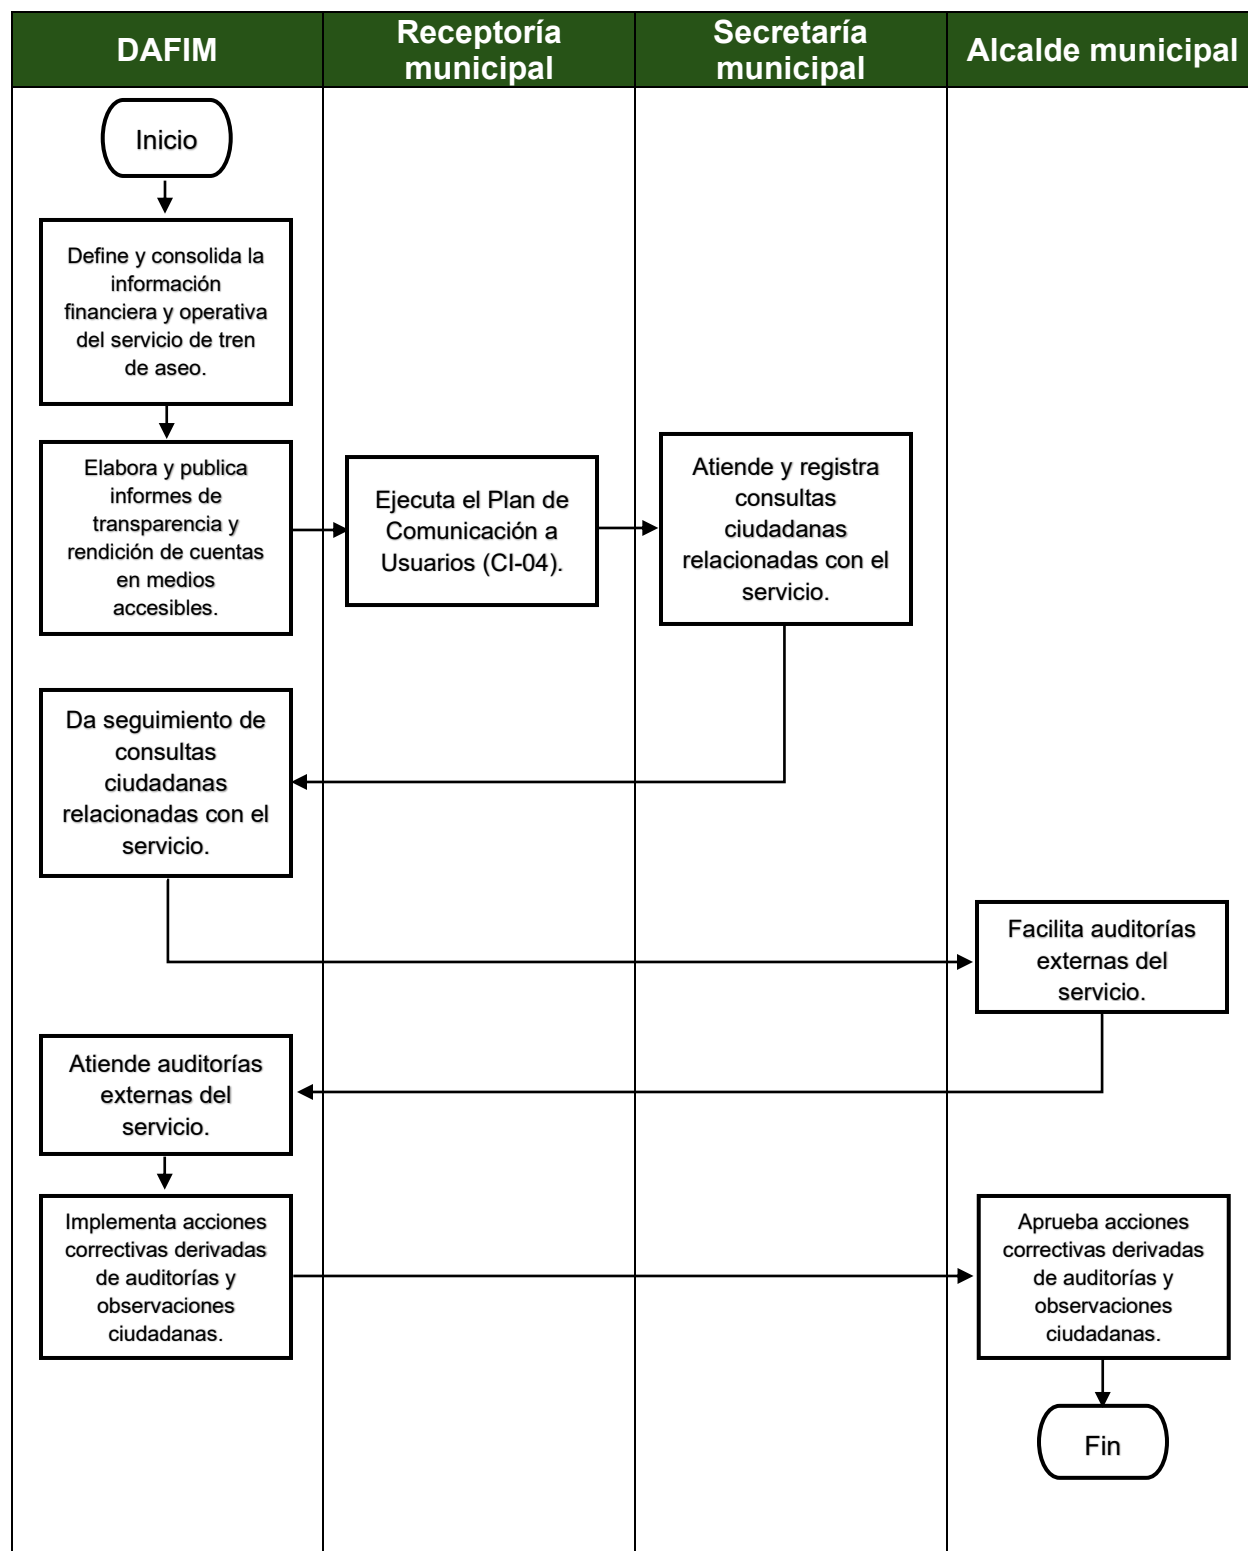 DAFIM
Receptoría
municipal
Secretaría
municipal
Alcalde municipal
Inicio
Define y consolida la
información
financiera y operativa
del servicio de tren
de aseo.
Elabora y publica
informes de
transparencia y
rendición de cuentas
en medios
accesibles.
Ejecuta el Plan de
Comunicación a
Usuarios (CI-04).
Atiende y registra
consultas
ciudadanas
relacionadas con el
servicio.
Da seguimiento de
consultas
ciudadanas
relacionadas con el
servicio.
Facilita auditorías
externas del
servicio.
Atiende auditorías
externas del
servicio.
Implementa acciones
correctivas derivadas
de auditorías y
observaciones
ciudadanas.
Aprueba acciones
correctivas derivadas
de auditorías y
observaciones
ciudadanas.
Fin